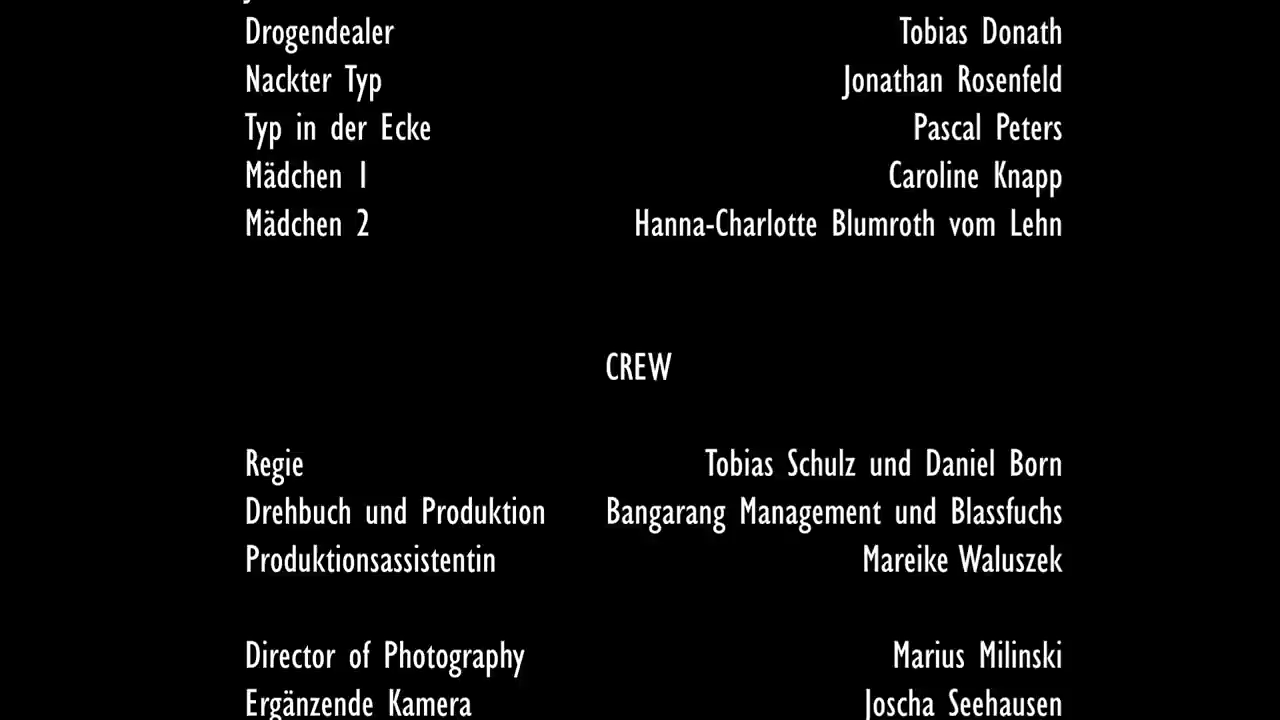 Drogendealer Tobias Donath
Nackter Typ Jonathan Rosenfeld
Typ in der Ecke Pascal Peters
Mädchen 1 Caroline Knapp
Mädchen 2 Hanna-Charlotte Blumroth vom Lehn
CREW
Regie Tobias Schulz und Daniel Born
Drehbuch und Produktion Bangarang Management und Blassfuchs
Produktionsassistentin Mareike Waluszek
Director of Photography Marius Milinski
Ergänzende Kamera Joscha Seehausen